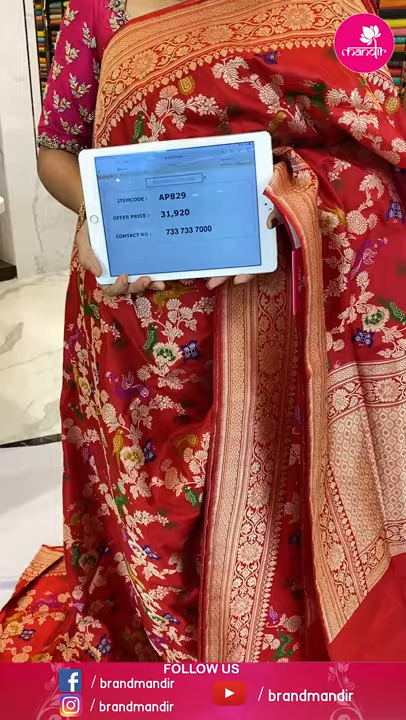 mandir
ITEMCODE : AP829
OFFER PRICE : 31,920
CONTACT NO : 733 733 7000
FOLLOW US
/ brandmandir
/ brandmandir
/ brandmandir